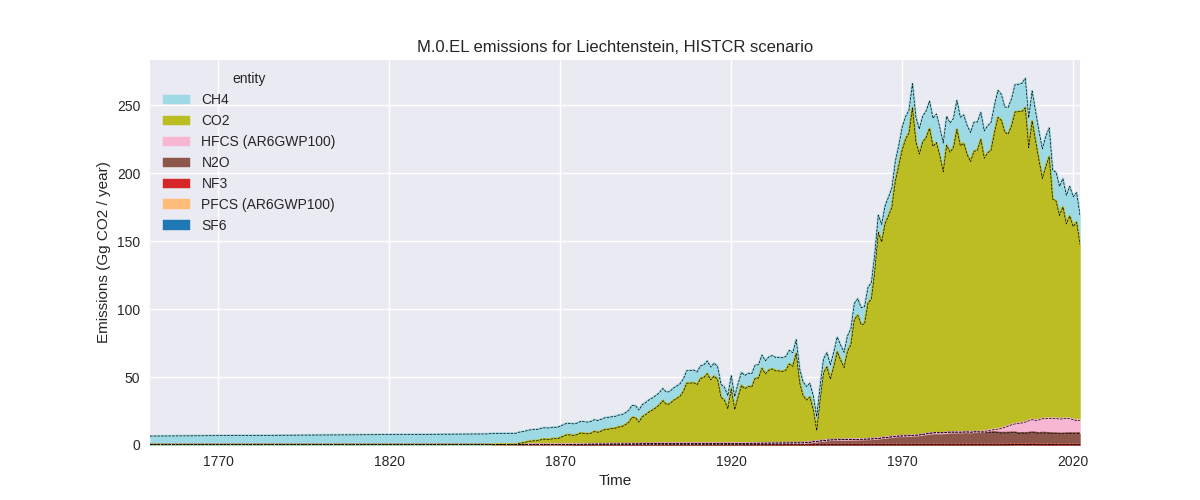 M.0.EL emissions for Liechtenstein, HISTCR scenario
entity
CH4
CO2
HFCS (AR6GWP100)
N2O
NF3
PFCS (AR6GWP100)
SF6
Emissions (Gg CO2 / year)
250
200
150
100
50
0
1770
1820
1870
1920
1970
2020
Time